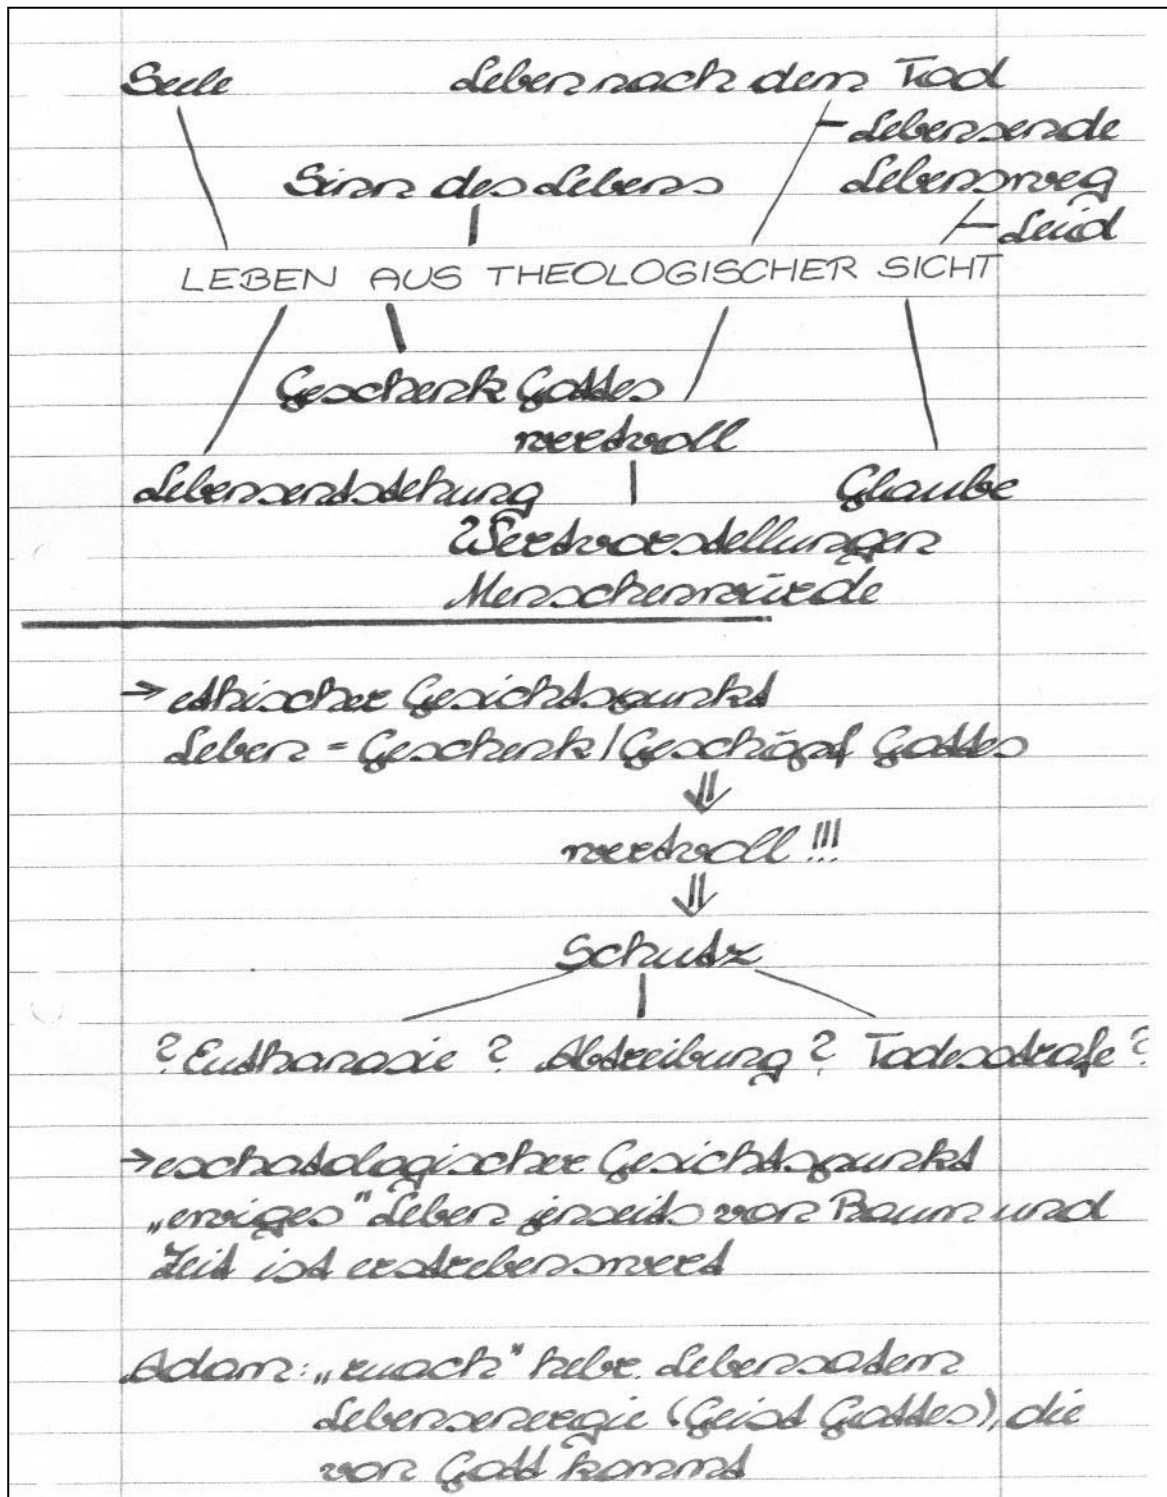 Seele Leben nach dem Tod
- Lebensende
Sinn des Lebens Lebensweg
- Leid
LEBEN AUS THEOLOGISCHER SICHT
Geschenk Gottes
wertvoll
Lebensentstehung Glaube
Wertvorstellungen
Menschenwürde
→ ethischer Gesichtspunkt
Leben = Geschenk / Geschöpf Gottes
⇓
wertvoll !!!
⇓
Schutz
? Euthanasie ? Abtreibung ? Todesstrafe ?
→ eschatologischer Gesichtspunkt
„ewiges" Leben jenseits von Raum und
Zeit ist erstrebenswert
Adam: „ruach" hebr. Lebensatem
Lebensenergie (Geist Gottes), die
von Gott kommt